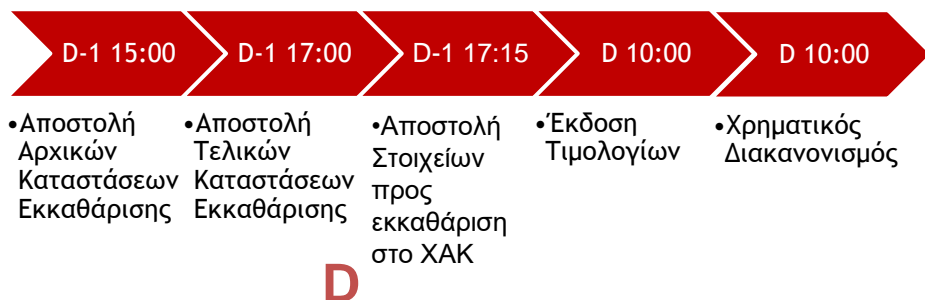 D-1 15:00
D-1 17:00
D-1 17:15
D 10:00
D 10:00
•Αποστολή
Αρχικών
Καταστάσεων
Εκκαθάρισης
•Αποστολή
Τελικών
Καταστάσεων
Εκκαθάρισης
•Αποστολή
Στοιχείων
προς
εκκαθάριση
στο ΧΑΚ
•Έκδοση
Τιμολογίων
•Χρηματικός
Διακανονισμός
D